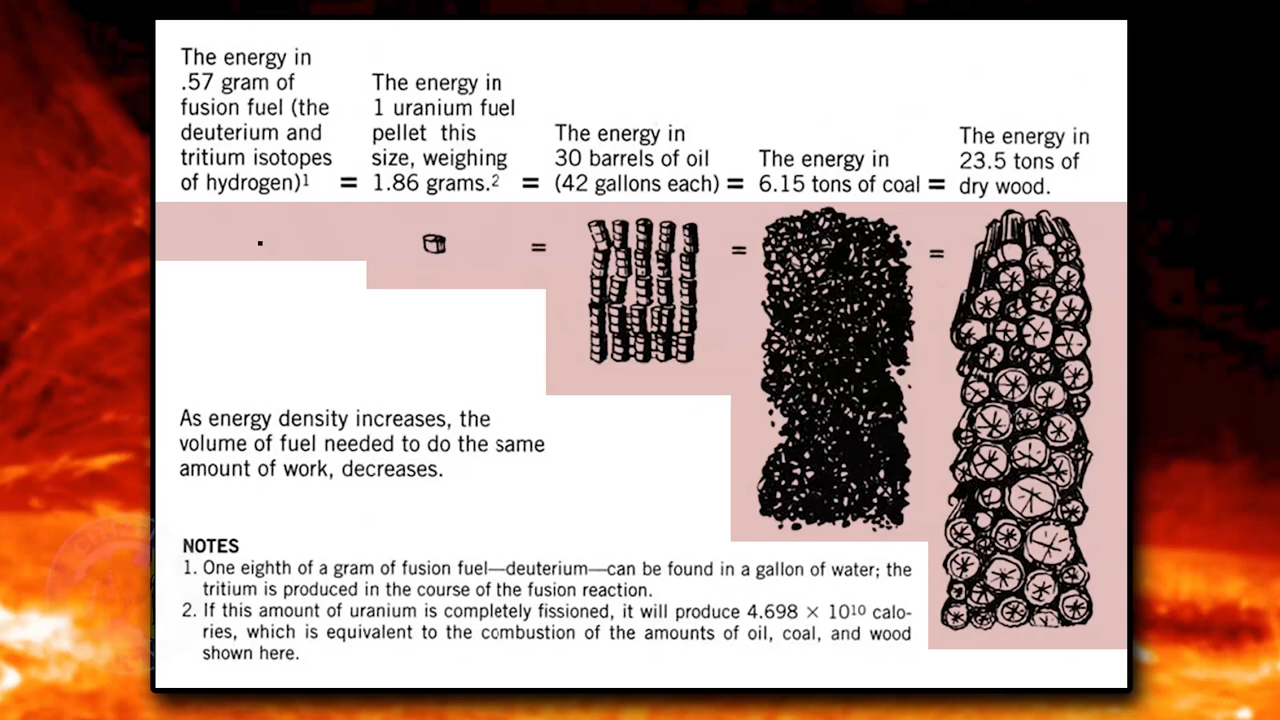 The energy in
.57 gram of
fusion fuel (the
deuterium and
tritium isotopes
of hydrogen)¹ =
The energy in
1 uranium fuel
pellet this
size, weighing
1.86 grams.² =
The energy in
30 barrels of oil
(42 gallons each) =
The energy in
6.15 tons of coal =
The energy in
23.5 tons of
dry wood.
= = =
As energy density increases, the
volume of fuel needed to do the same
amount of work, decreases.
NOTES
1. One eighth of a gram of fusion fuel—deuterium—can be found in a gallon of water; the
tritium is produced in the course of the fusion reaction.
2. If this amount of uranium is completely fissioned, it will produce 4.698 × 10¹⁰ calo-
ries, which is equivalent to the combustion of the amounts of oil, coal, and wood
shown here.